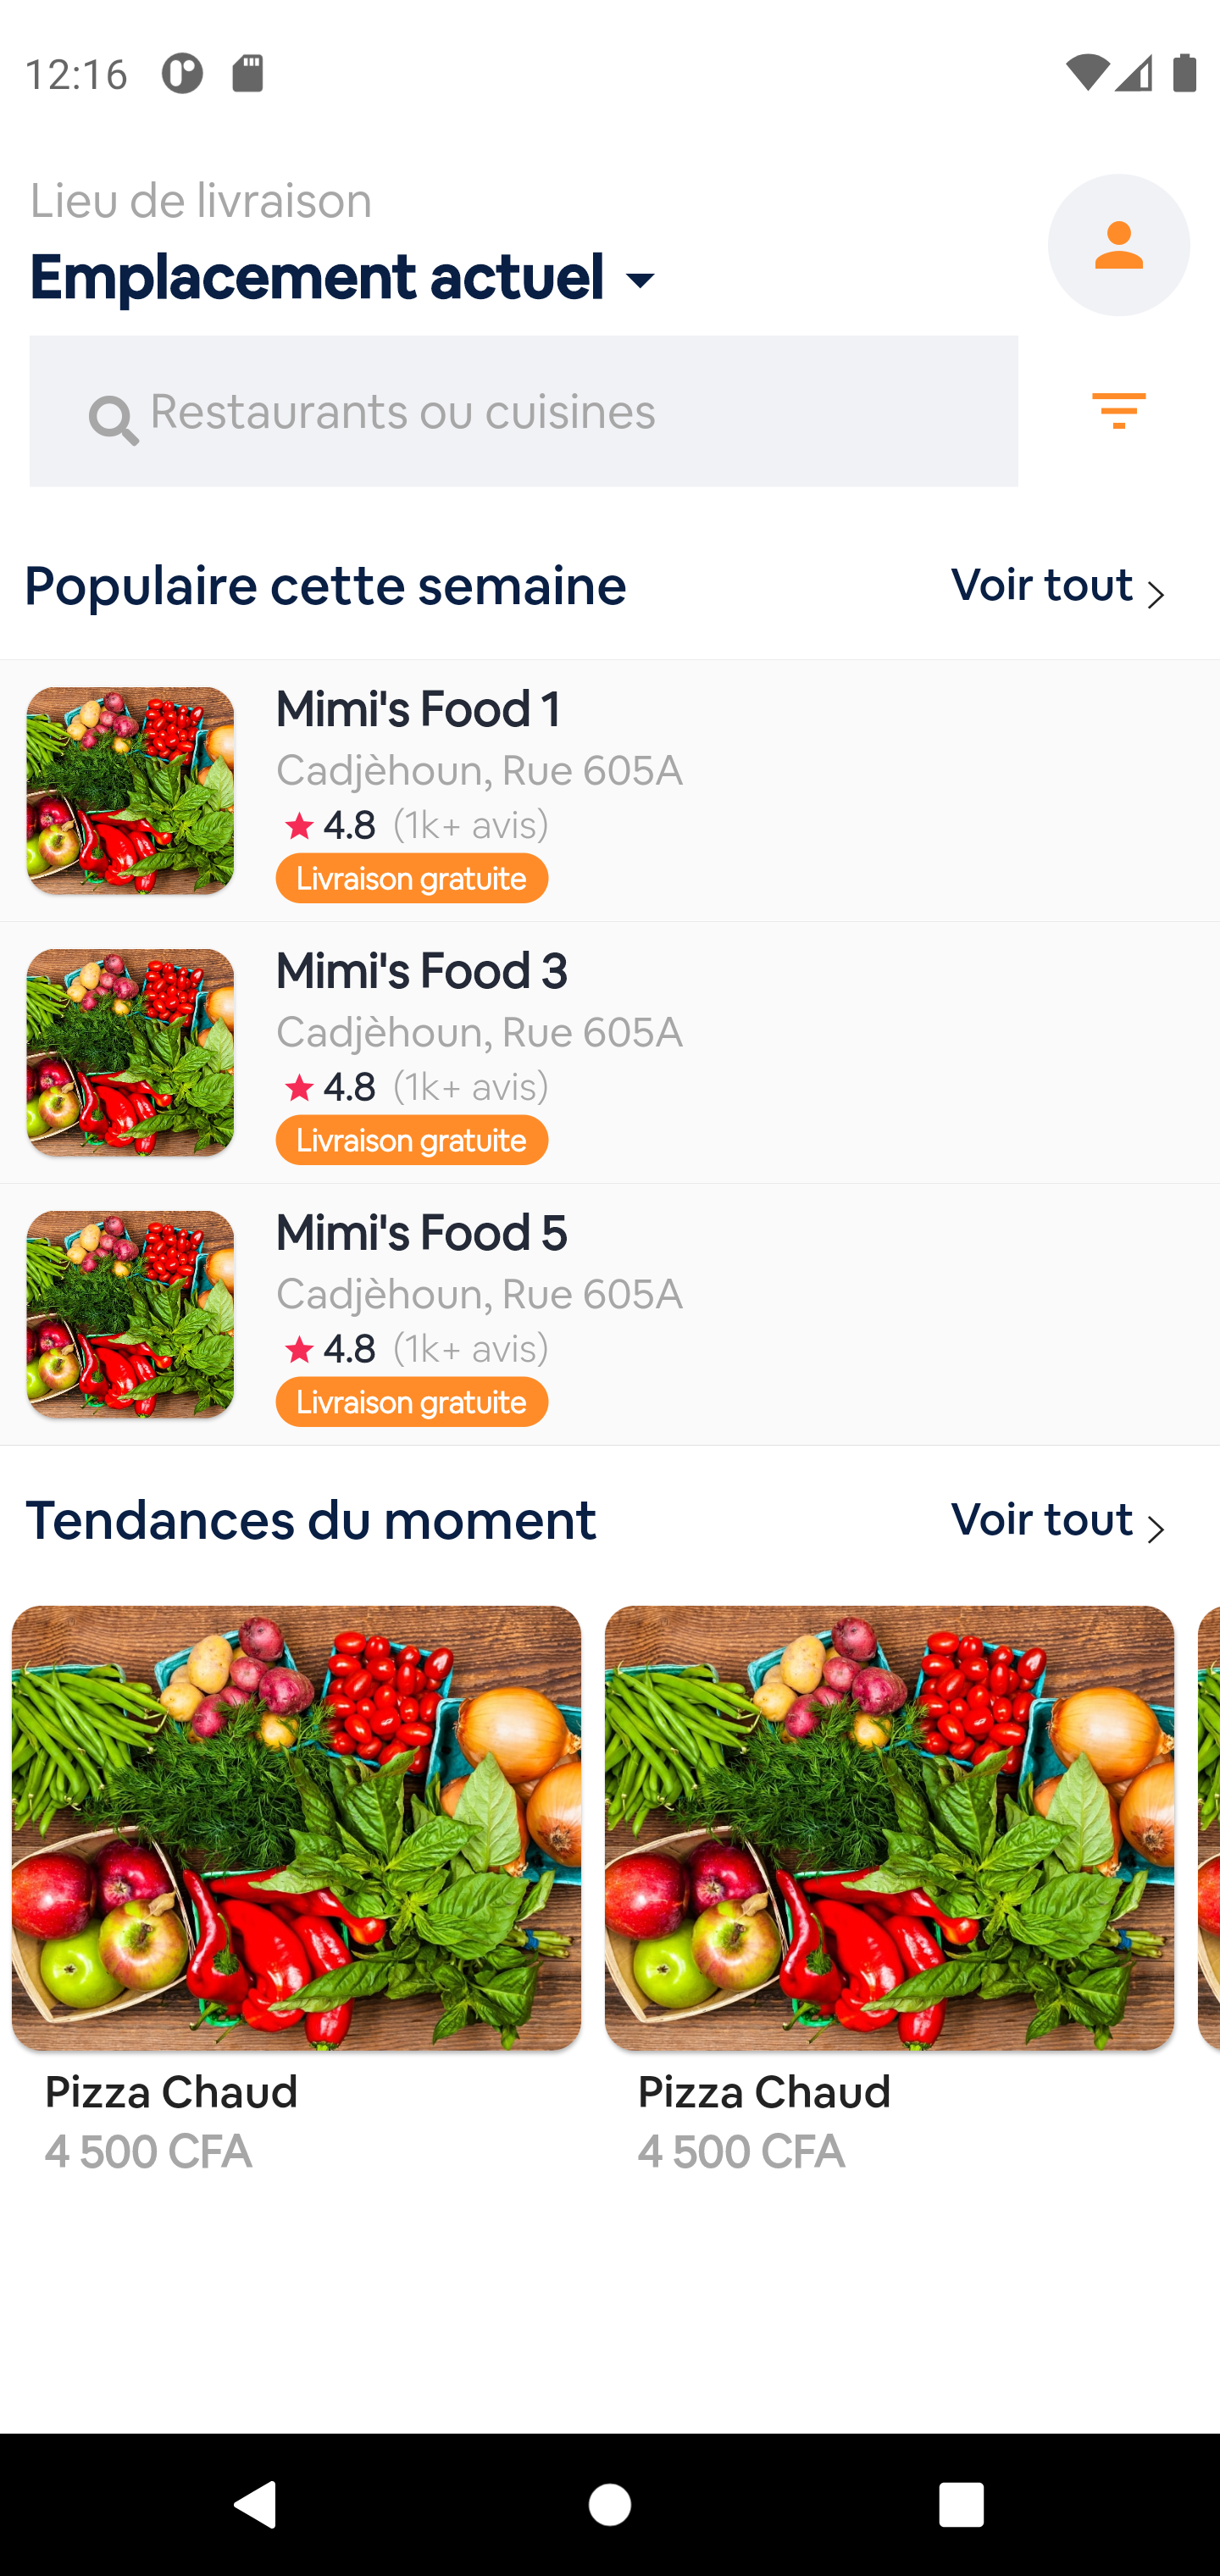 12:16
Lieu de livraison
Emplacement actuel
Restaurants ou cuisines
Populaire cette semaine
Voir tout
Mimi's Food 1
Cadjèhoun, Rue 605A
4.8 (1k+ avis)
Livraison gratuite
Mimi's Food 3
Cadjèhoun, Rue 605A
4.8 (1k+ avis)
Livraison gratuite
Mimi's Food 5
Cadjèhoun, Rue 605A
4.8 (1k+ avis)
Livraison gratuite
Tendances du moment
Voir tout
Pizza Chaud
4 500 CFA
Pizza Chaud
4 500 CFA